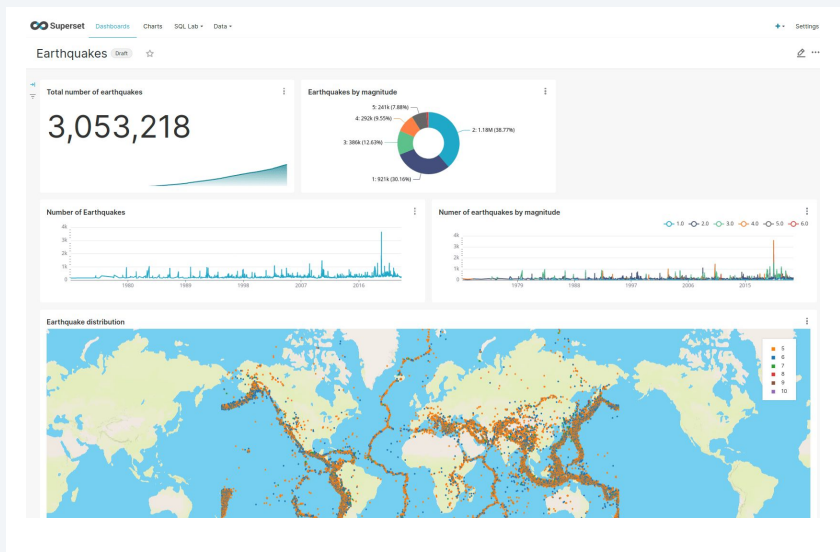 Superset Dashboards Charts SQL Lab Data Settings
Earthquakes Draft
Total number of earthquakes
3,053,218
Earthquakes by magnitude
5: 241k (7.88%)
4: 292k (9.55%)
2: 1.18M (38.77%)
3: 386k (12.63%)
1: 921k (30.16%)
Number of Earthquakes
4k
3k
2k
1k
0
1980 1989 1998 2007 2016
Numer of earthquakes by magnitude
1.0 2.0 3.0 4.0 5.0 6.0
4k
3k
2k
1k
0
1979 1988 1997 2006 2015
Earthquake distribution
5
6
7
8
9
10